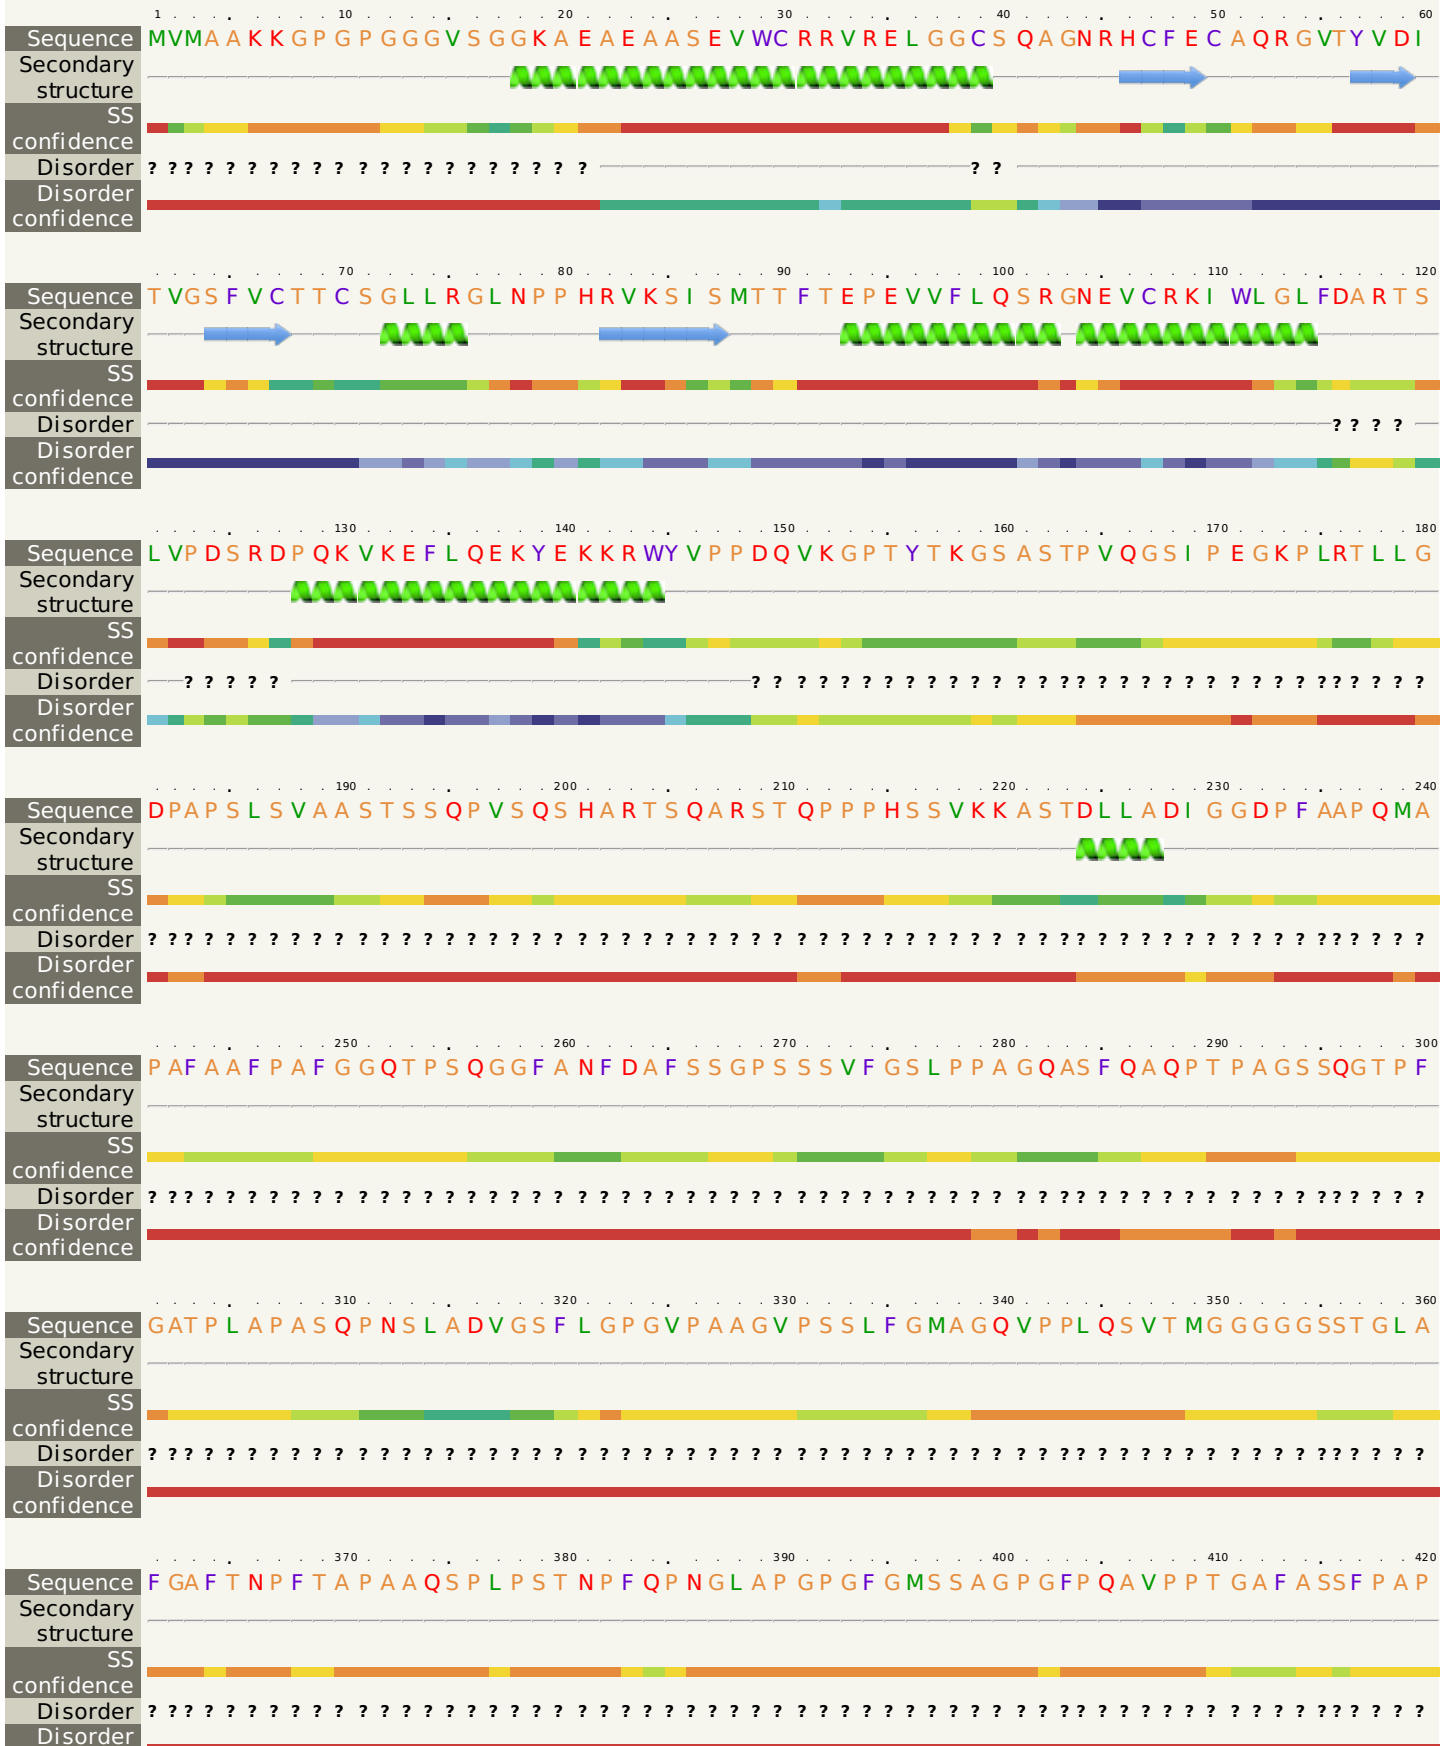 1 10 20 30 40 50 60
Sequence MVMAAKKGPGPGGGVSGGKAEAEAASEVWCRRVRELGGCSQAGNRHCFECAQRGVTYVDI
Secondary
structure
SS
confidence
Disorder ????????????????????? ??
Disorder
confidence
70 80 90 100 110 120
Sequence TVGSFVCTTCSGLLRGLNPPHRVKSISMTTFTEPEVVFLQSRGNEVCRKIWLGLFDARTS
Secondary
structure
SS
confidence
Disorder ????
Disorder
confidence
130 140 150 160 170 180
Sequence LVPDSRDPQKVKEFLQEKYEKKRWYVPPDQVKGPTYTKGSASTPVQGSIPEGKPLRTLLG
Secondary
structure
SS
confidence
Disorder ????? ????????????????????????????????
Disorder
confidence
190 200 210 220 230 240
Sequence DPAPSLSVAASTSSQPVSQSHARTSQARSTQPPPHSSVKKASTDLLADIGGDPFAAPQMA
Secondary
structure
SS
confidence
Disorder ????????????????????????????????????????????????????????????
Disorder
confidence
250 260 270 280 290 300
Sequence PAFAAFPAFGGQTPSQGGFANFDAFSSGPSSSVFGSLPPAGQASFQAQPTPAGSSQGTPF
Secondary
structure
SS
confidence
Disorder ????????????????????????????????????????????????????????????
Disorder
confidence
310 320 330 340 350 360
Sequence GATPLAPASQPNSLADVGSFLGPGVPAAGVPSSLFGMAGQVPPLQSVTMGGGGGSSTGLA
Secondary
structure
SS
confidence
Disorder ????????????????????????????????????????????????????????????
Disorder
confidence
370 380 390 400 410 420
Sequence FGAFTNPFTAPAAQSPLPSTNPFQPNGLAPGPGFGMSSAGPGFPQAVPPTGAFASSFPAP
Secondary
structure
SS
confidence
Disorder ????????????????????????????????????????????????????????????
Disorder